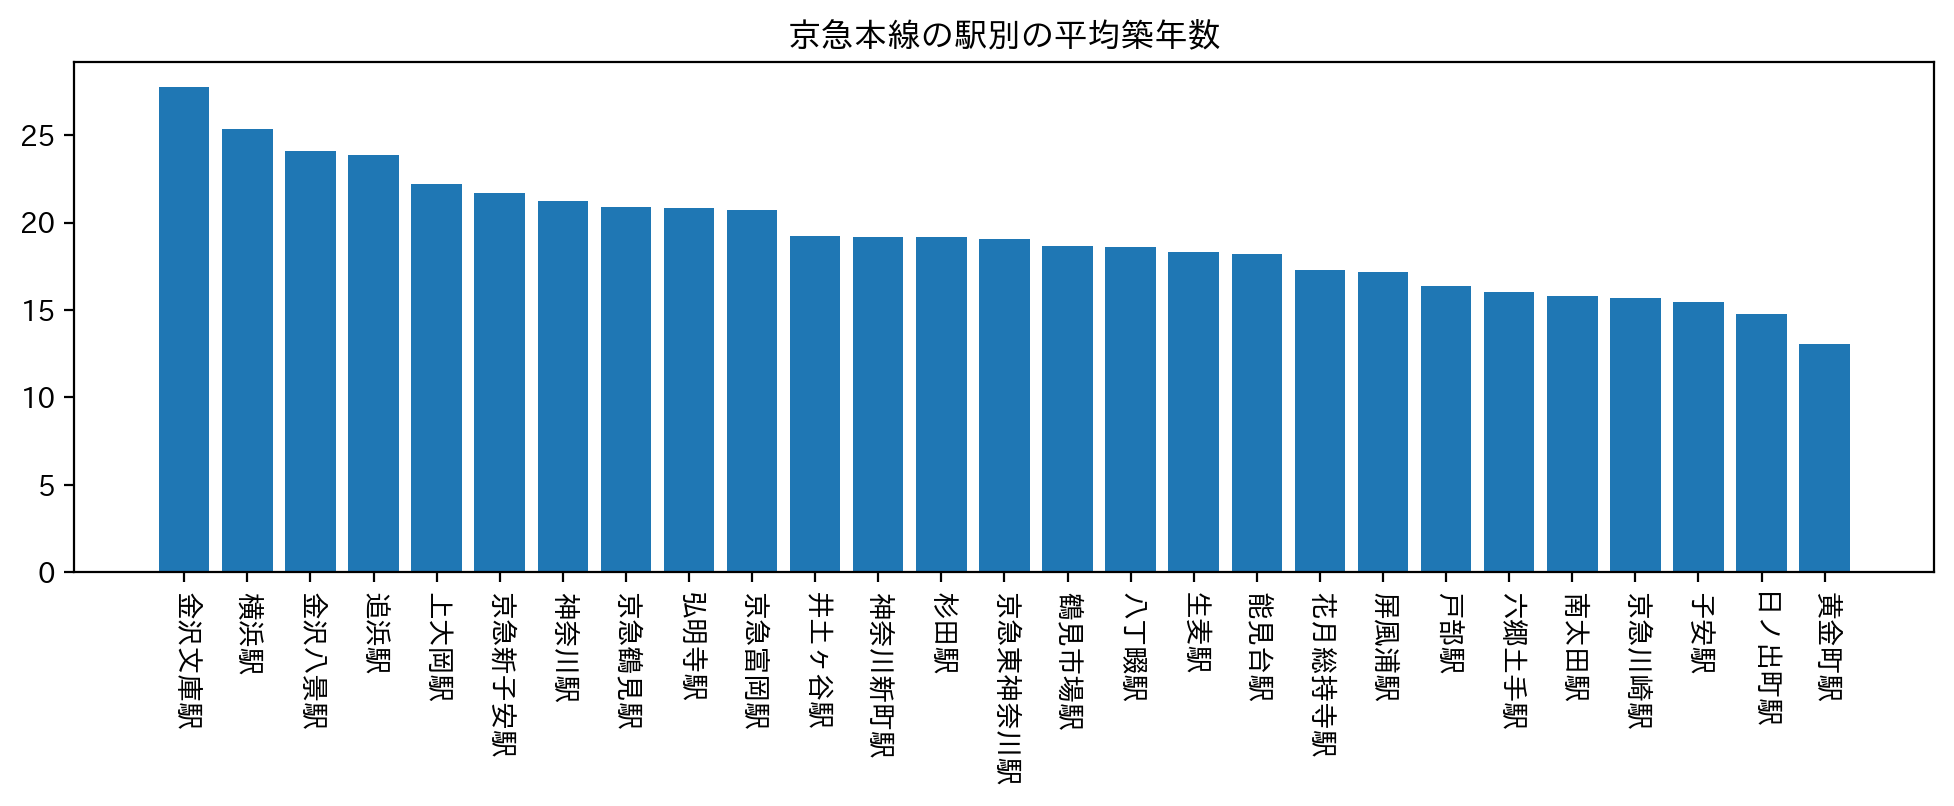 京急本線の駅別の平均築年数
25
20
15
10
5
0
金沢文庫駅
横浜駅
金沢八景駅
追浜駅
上大岡駅
京急新子安駅
神奈川駅
京急鶴見駅
弘明寺駅
京急富岡駅
井土ヶ谷駅
神奈川新町駅
杉田駅
京急東神奈川駅
鶴見市場駅
八丁畷駅
生麦駅
能見台駅
花月総持寺駅
屏風浦駅
戸部駅
六郷土手駅
南太田駅
京急川崎駅
子安駅
日ノ出町駅
黄金町駅